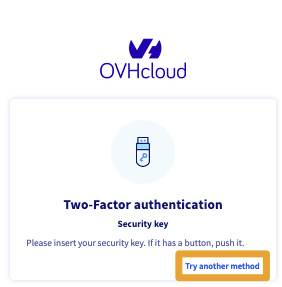 OVHcloud
Two-Factor authentication
Security key
Please insert your security key. If it has a button, push it.
Try another method